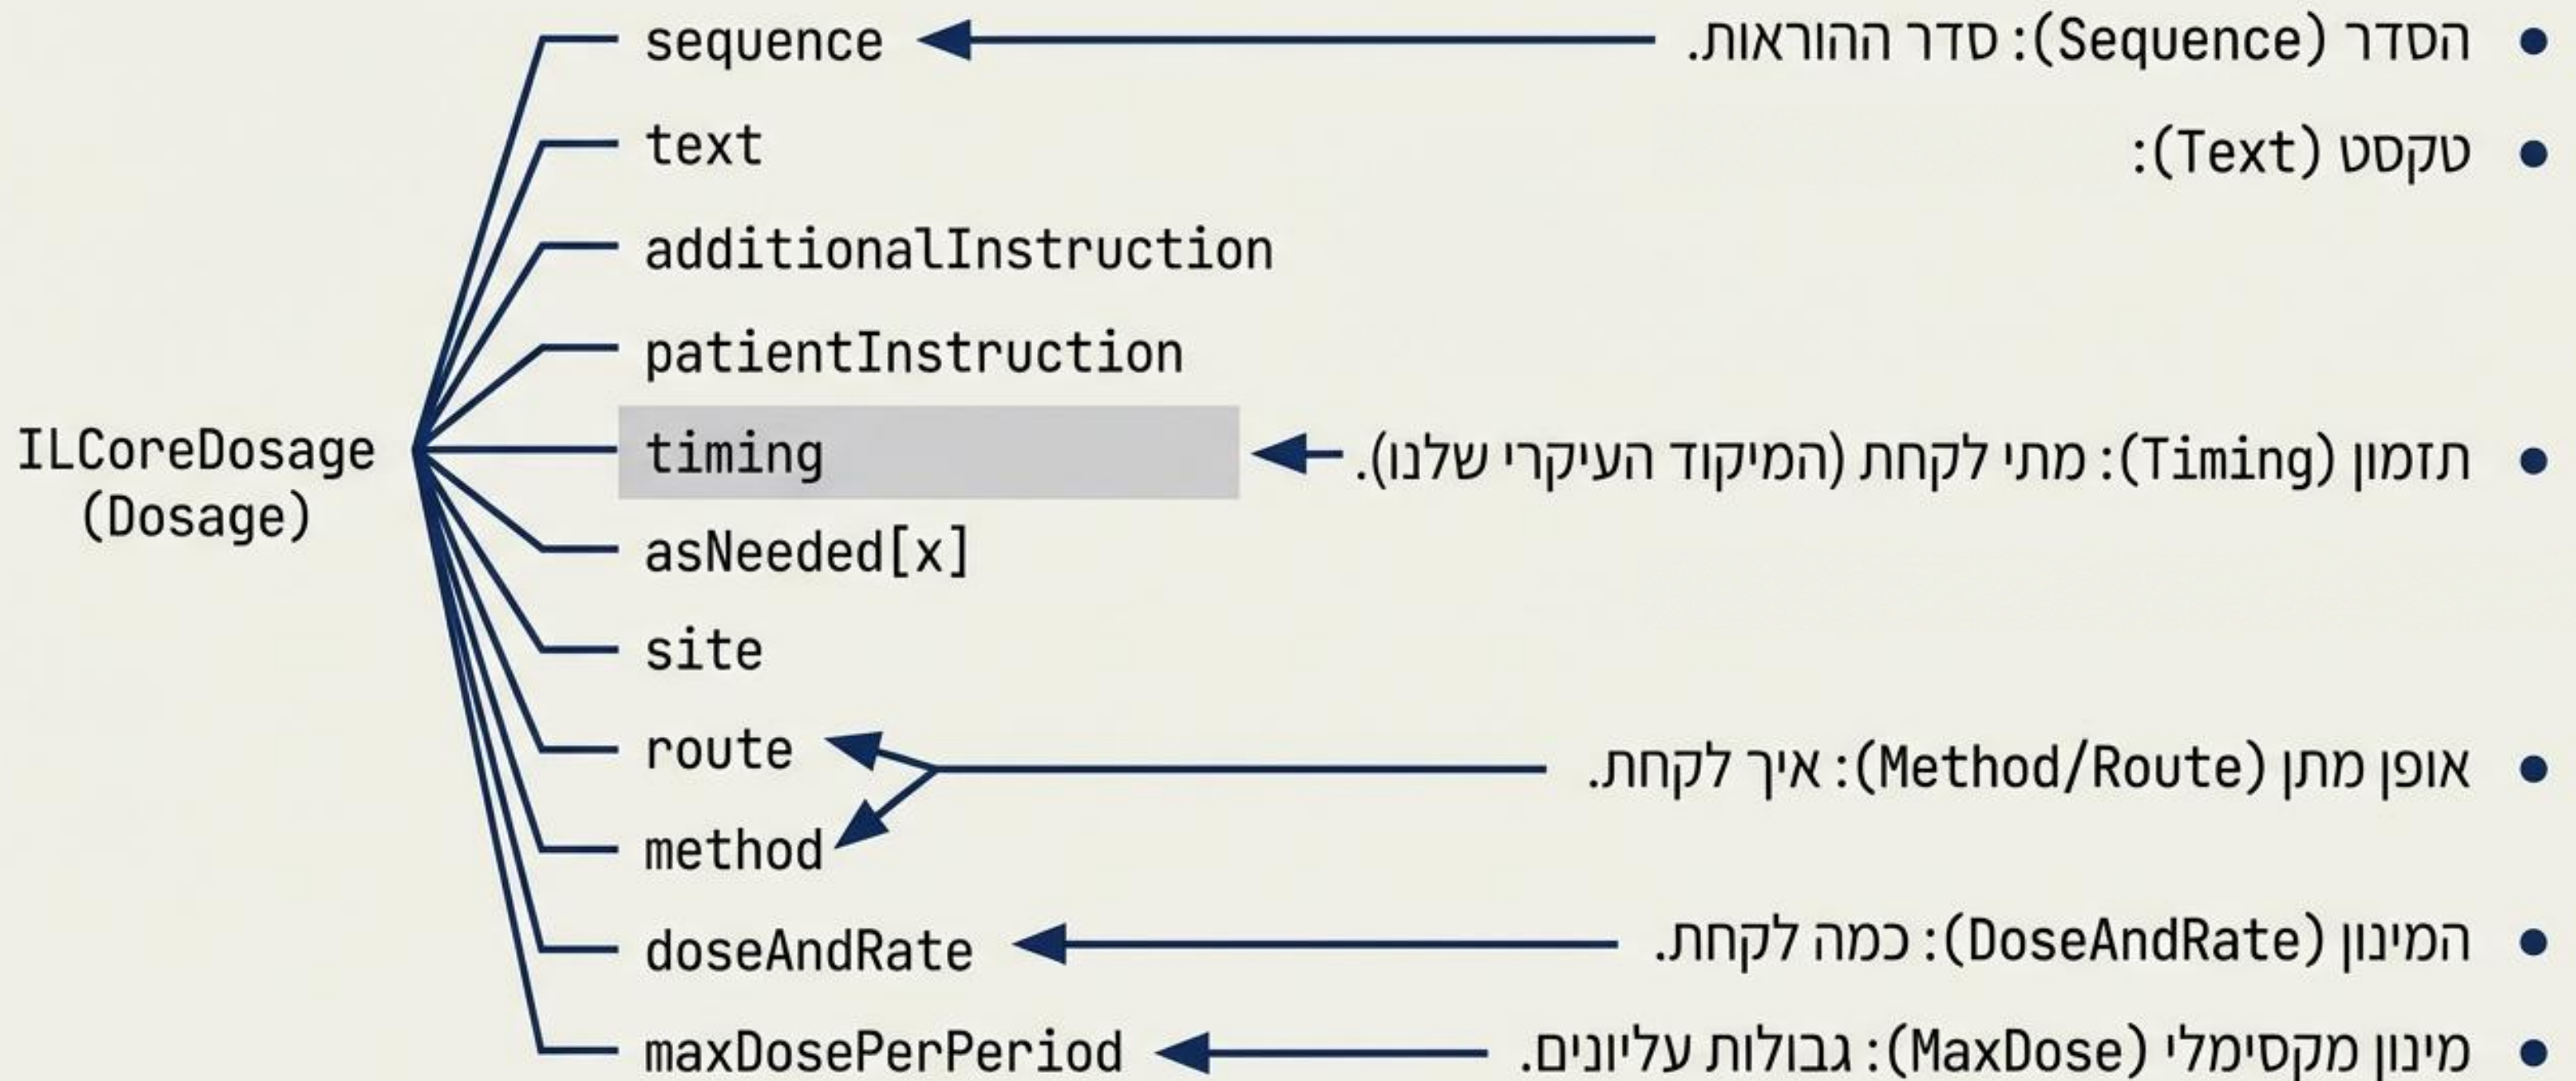 ILCoreDosage
(Dosage)
sequence
text
additionalInstruction
patientInstruction
timing
asNeeded[x]
site
route
method
doseAndRate
maxDosePerPeriod
• הסדר (Sequence): סדר ההוראות.
• טקסט (Text):
• תזמון (Timing): מתי לקחת (המיקוד העיקרי שלנו).
• אופן מתן (Method/Route): איך לקחת.
• המינון (DoseAndRate): כמה לקחת.
• מינון מקסימלי (MaxDose): גבולות עליונים.